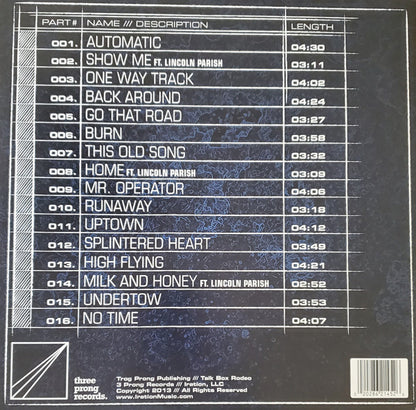 PART # NAME /// DESCRIPTION LENGTH
001. AUTOMATIC 04:30
002. SHOW ME FT. LINCOLN PARISH 03:11
003. ONE WAY TRACK 04:02
004. BACK AROUND 04:24
005. GO THAT ROAD 03:27
006. BURN 03:58
007. THIS OLD SONG 03:32
008. HOME FT. LINCOLN PARISH 03:09
009. MR. OPERATOR 04:06
010. RUNAWAY 03:18
011. UPTOWN 04:12
012. SPLINTERED HEART 03:49
013. HIGH FLYING 04:21
014. MILK AND HONEY FT. LINCOLN PARISH 02:52
015. UNDERTOW 03:53
016. NO TIME 04:07
three
prong
records.
Trog Prong Publishing /// Talk Box Rodeo
3 Prong Records /// Iration, LLC
Copyright 2013 /// All Rights Reserved
www.IrationMusic.com